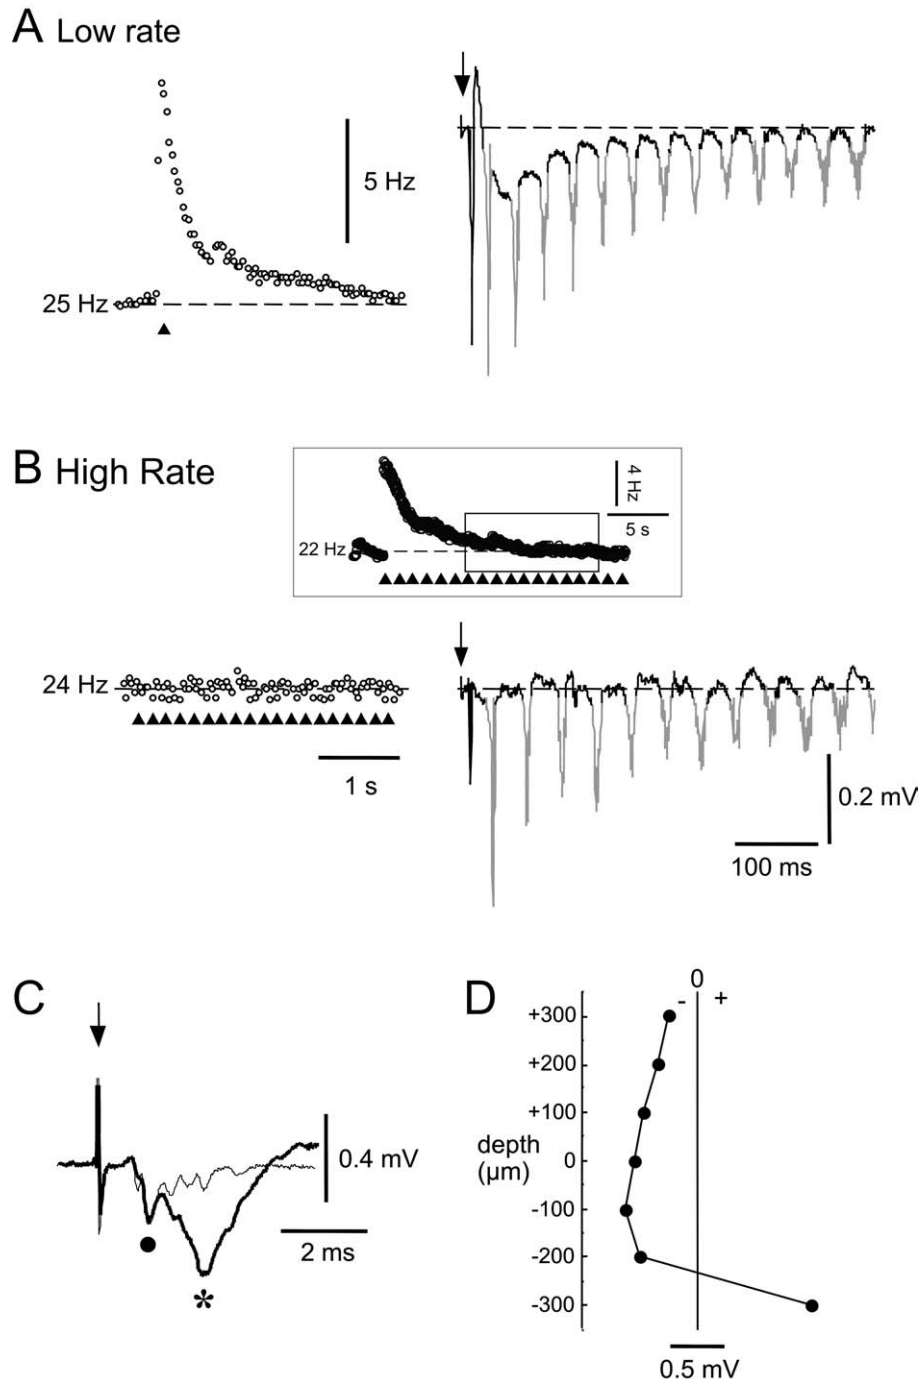 A Low rate
5 Hz
25 Hz
B High Rate
4 Hz
5 s
22 Hz
24 Hz
1 s
0.2 mV
100 ms
C
0.4 mV
2 ms
*
D
0
- +
+300
+200
+100
depth
(µm)
0
-100
-200
-300
0.5 mV